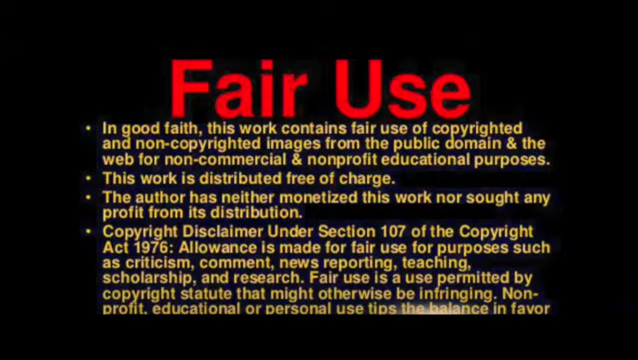 Fair Use
• In good faith, this work contains fair use of copyrighted
and non-copyrighted images from the public domain & the
web for non-commercial & nonprofit educational purposes.
• This work is distributed free of charge.
• The author has neither monetized this work nor sought any
profit from its distribution.
• Copyright Disclaimer Under Section 107 of the Copyright
Act 1976: Allowance is made for fair use for purposes such
as criticism, comment, news reporting, teaching,
scholarship, and research. Fair use is a use permitted by
copyright statute that might otherwise be infringing. Non-
profit, educational or personal use tips the balance in favor